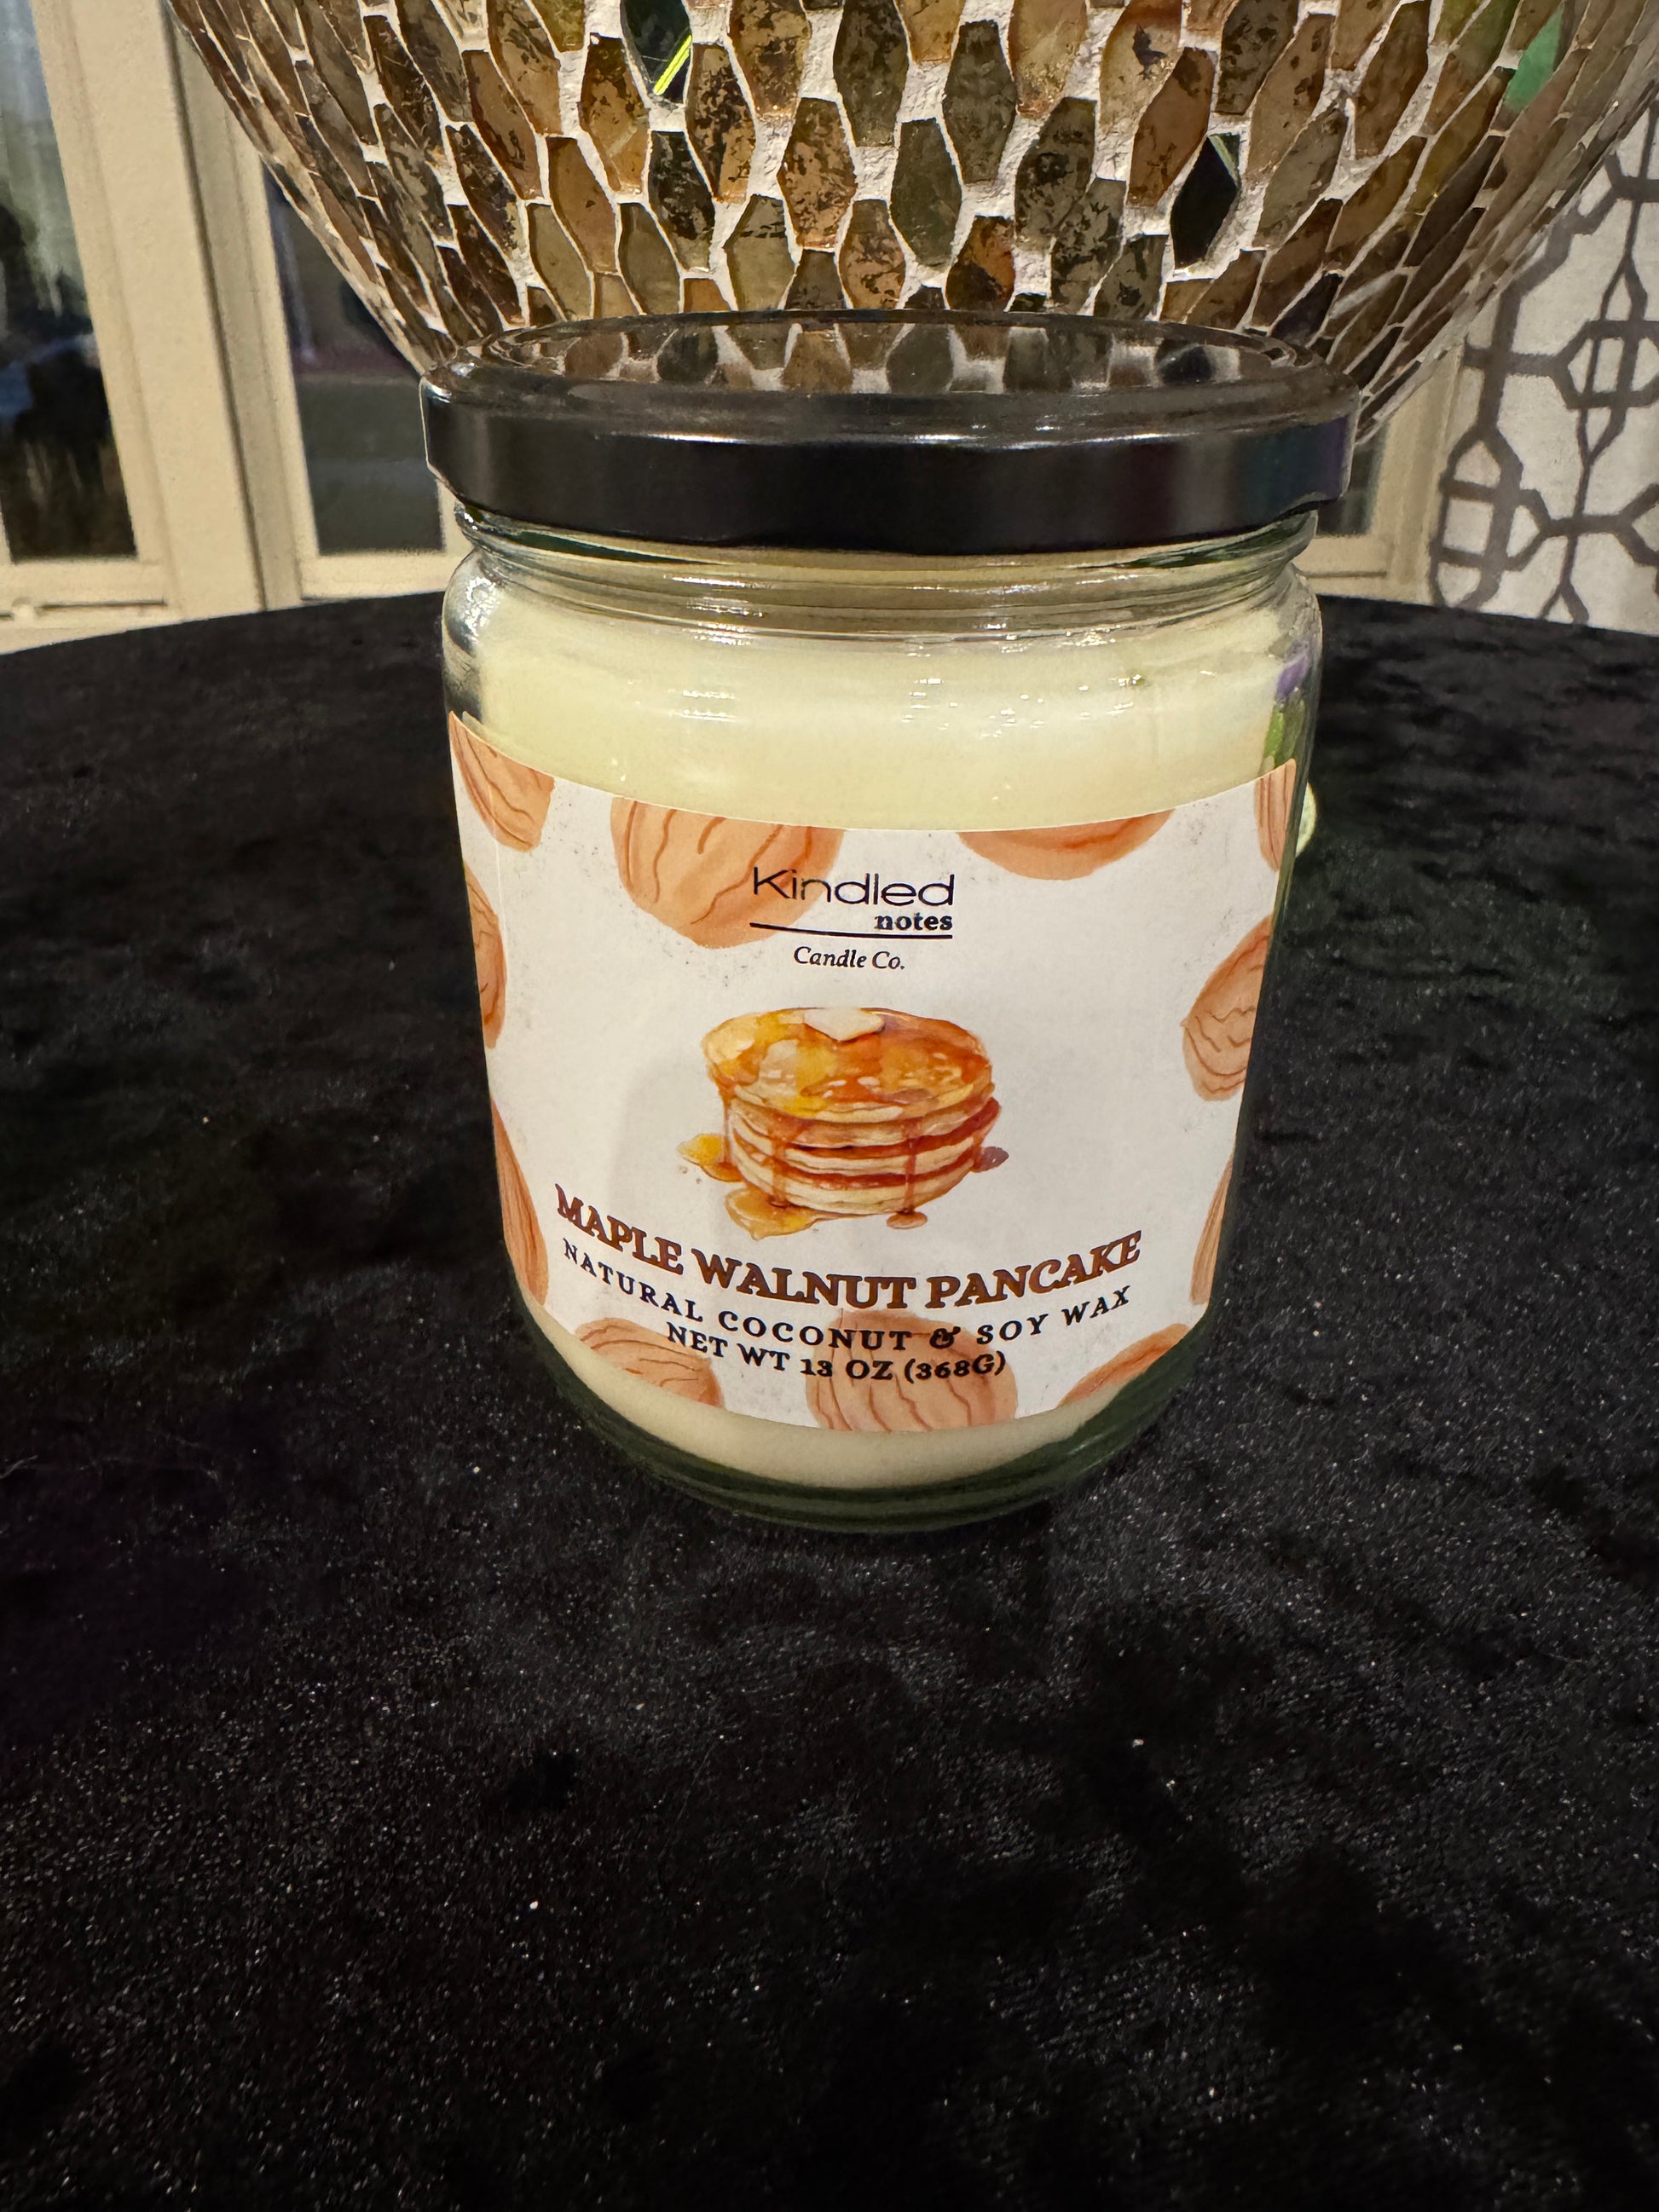 Kindled
notes
Candle Co.
MAPLE WALNUT PANCAKE
NATURAL COCONUT & SOY WAX
NET WT 13 OZ (368G)